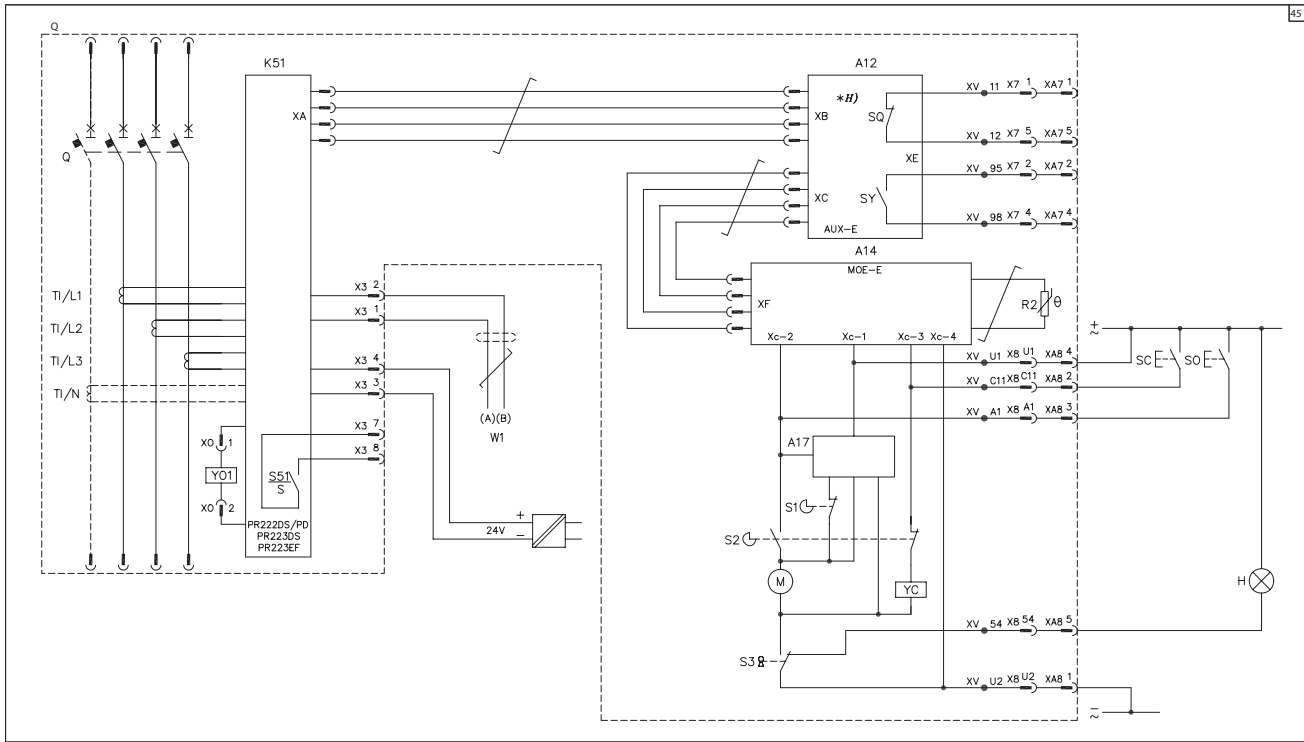 45
Q
K51
XA
A12
*H)
XB
SQ
XE
XC
SY
AUX-E
XV 11 X7 1 XA7 1
XV 12 X7 5 XA7 5
XV 95 X7 2 XA7 2
XV 98 X7 4 XA7 4
Q
A14
MOE-E
XF
R2 θ
Xc-2 Xc-1 Xc-3 Xc-4
TI/L1
TI/L2
TI/L3
TI/N
X3 2
X3 1
X3 4
X3 3
X3 7
X3 8
(A)(B)
W1
+
~
SC SO
XV U1 X8 U1 XA8 4
XV C11 X8 C11 XA8 2
XV A1 X8 A1 XA8 3
XO 1
YO1
XO 2
S51
S
PR222DS/PD
PR223DS
PR223EF
+
24V
-
A17
S1
S2
M
YC
H
S3
XV 54 X8 54 XA8 5
XV U2 X8 U2 XA8 1
-
~